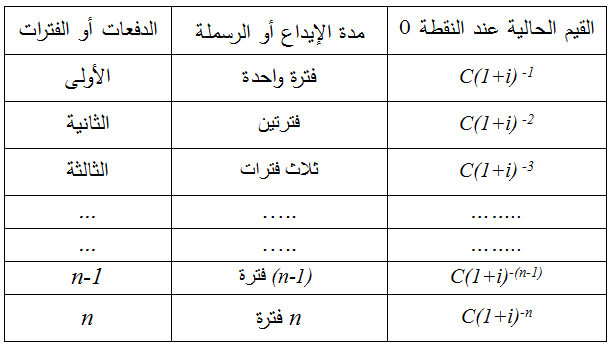 الدفعات أو الفترات	مدة الإيداع أو الرسملة	القيم الحالية عند النقطة 0
الأولى	فترة واحدة	C(1+i) ⁻¹
الثانية	فترتين	C(1+i) ⁻²
الثالثة	ثلاث فترات	C(1+i) ⁻³
...	.....	........
...	.....	........
n-1	(n-1) فترة	C(1+i)⁻⁽ⁿ⁻¹⁾
n	n فترة	C(1+i)⁻ⁿ